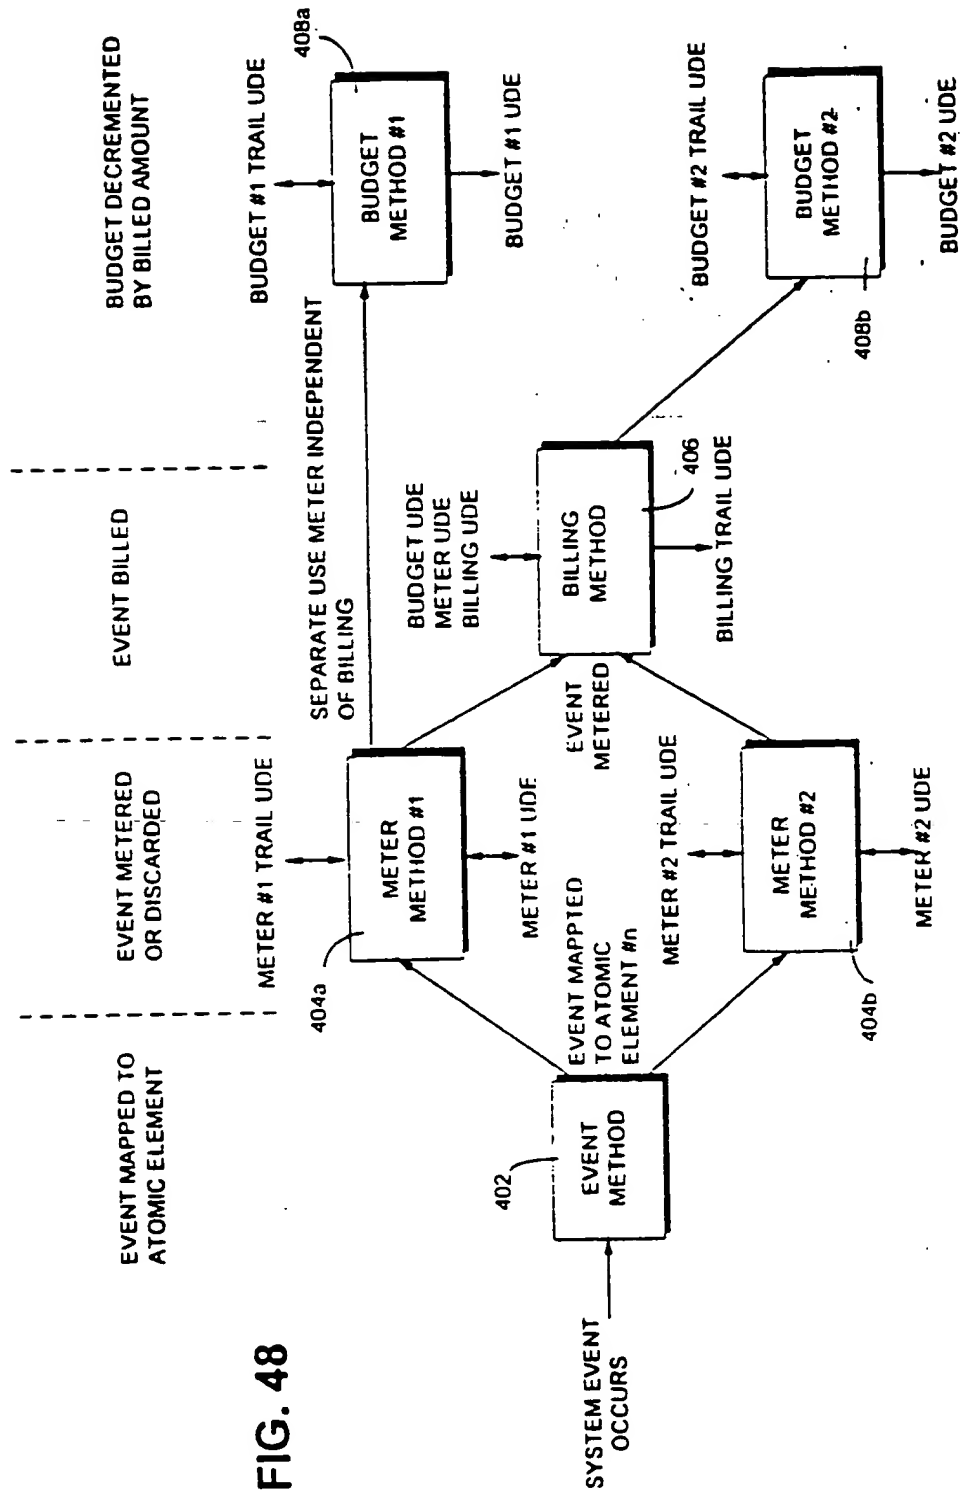 FIG. 48
EVENT MAPPED TO
ATOMIC ELEMENT
EVENT METERED
OR DISCARDED
EVENT BILLED
BUDGET DECREMENTED
BY BILLED AMOUNT
SYSTEM EVENT
OCCURS
402
EVENT
METHOD
EVENT MAPPTED
TO ATOMIC
ELEMENT #n
METER #1 TRAIL UDE
404a
METER
METHOD #1
METER #1 UDE
METER #2 TRAIL UDE
METER
METHOD #2
404b
METER #2 UDE
SEPARATE USE METER INDEPENDENT
OF BILLING
EVENT
METERED
BUDGET UDE
METER UDE
BILLING UDE
BILLING
METHOD
406
BILLING TRAIL UDE
BUDGET #1 TRAIL UDE
408a
BUDGET
METHOD #1
BUDGET #1 UDE
BUDGET #2 TRAIL UDE
BUDGET
METHOD #2
408b
BUDGET #2 UDE